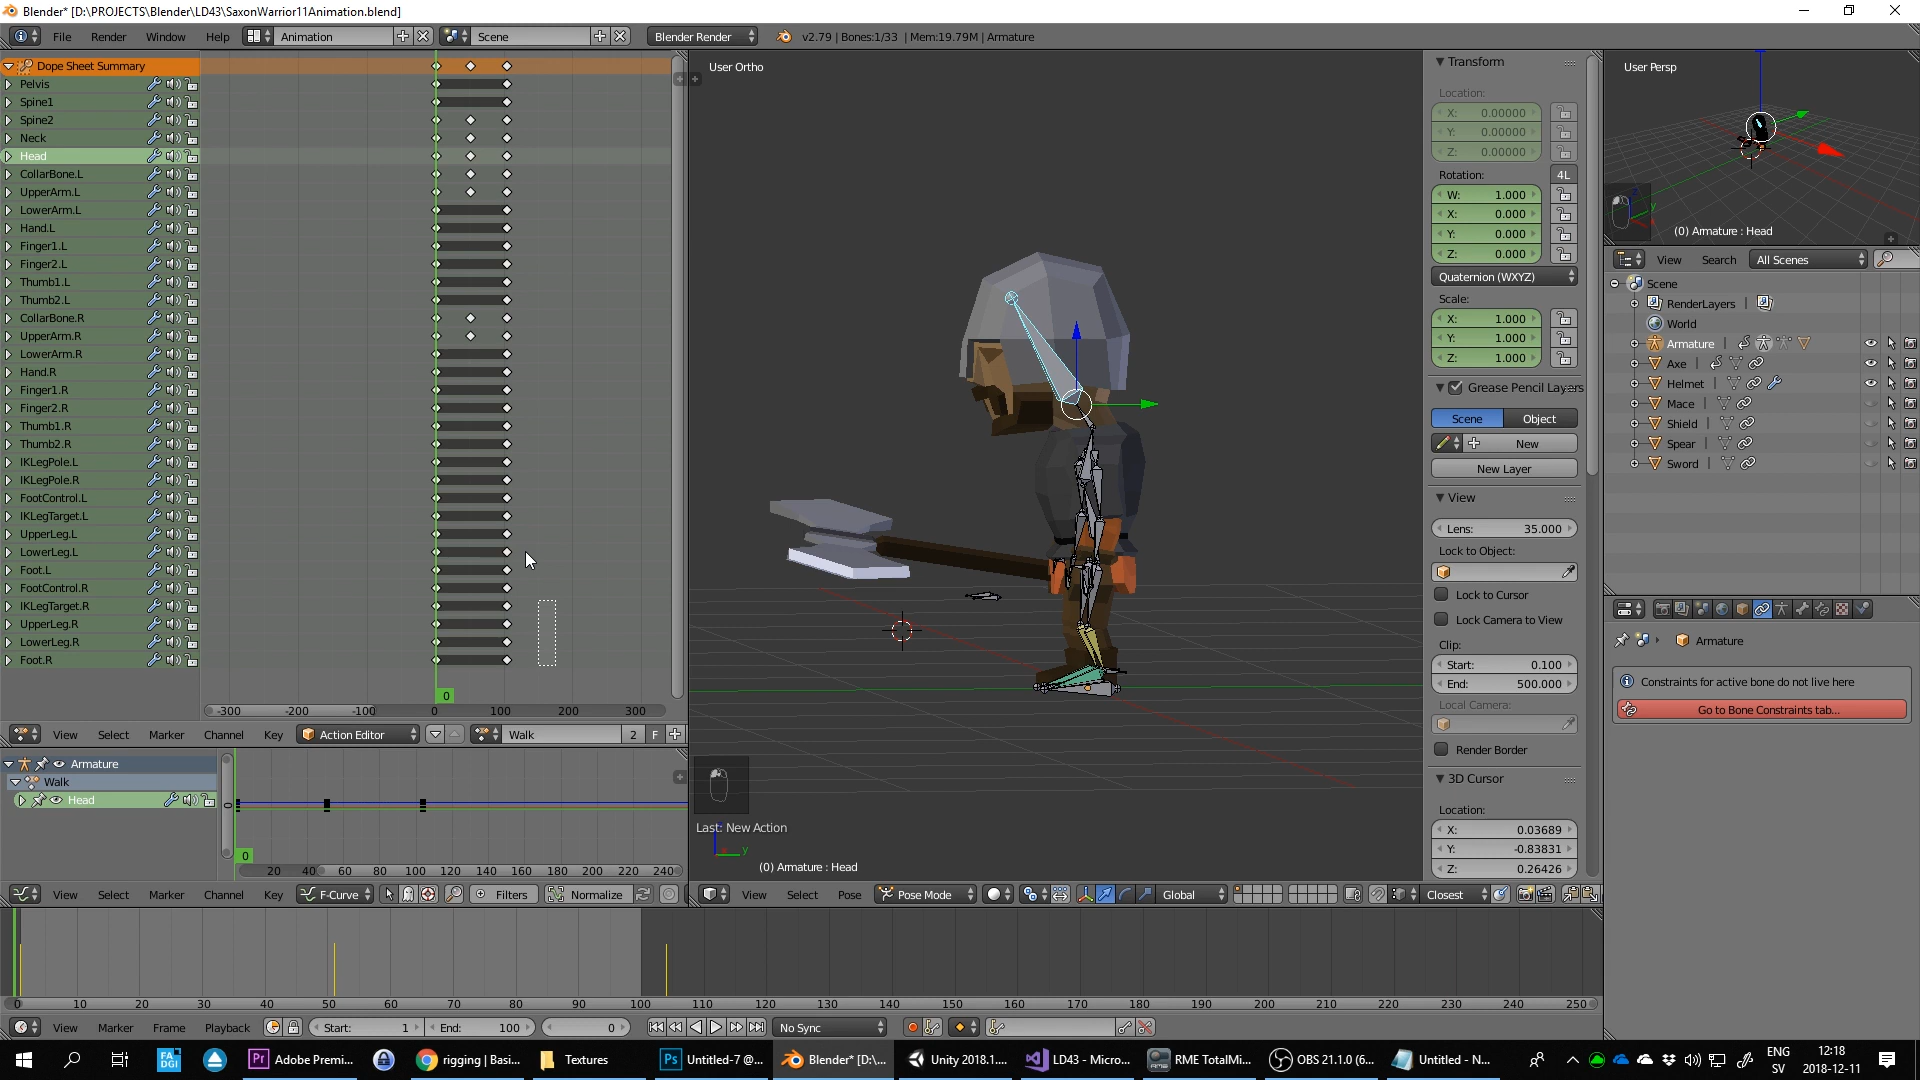 Blender* [D:\PROJECTS\Blender\LD43\SaxonWarrior11Animation.blend]
File Render Window Help Animation Scene Blender Render v2.79 | Bones:1/33 | Mem:19.79M | Armature
Dope Sheet Summary
Pelvis
Spine1
Spine2
Neck
Head
CollarBone.L
UpperArm.L
LowerArm.L
Hand.L
Finger1.L
Finger2.L
Thumb1.L
Thumb2.L
CollarBone.R
UpperArm.R
LowerArm.R
Hand.R
Finger1.R
Finger2.R
Thumb1.R
Thumb2.R
IKLegPole.L
IKLegPole.R
FootControl.L
IKLegTarget.L
UpperLeg.L
LowerLeg.L
Foot.L
FootControl.R
IKLegTarget.R
UpperLeg.R
LowerLeg.R
Foot.R
0
-300 -200 -100 0 100 200 300
View Select Marker Channel Key Action Editor Walk 2 F
Armature
Walk
Head
0
0
20 40 60 80 100 120 140 160 180 200 220 240
View Select Marker Channel Key F-Curve Filters Normalize
User Ortho
Last: New Action
y
(0) Armature : Head
View Select Pose Pose Mode Global Closest
Transform
Location:
X: 0.00000
Y: 0.00000
Z: 0.00000
Rotation: 4L
W: 1.000
X: 0.000
Y: 0.000
Z: 0.000
Quaternion (WXYZ)
Scale:
X: 1.000
Y: 1.000
Z: 1.000
Grease Pencil Layers
Scene Object
New
New Layer
View
Lens: 35.000
Lock to Object:
Lock to Cursor
Lock Camera to View
Clip:
Start: 0.100
End: 500.000
Local Camera:
Render Border
3D Cursor
Location:
X: 0.03689
Y: -0.83831
Z: 0.26426
User Persp
y
(0) Armature : Head
View Search All Scenes
Scene
RenderLayers
World
Armature
Axe
Helmet
Mace
Shield
Spear
Sword
Armature
Constraints for active bone do not live here
Go to Bone Constraints tab...
0 10 20 30 40 50 60 70 80 90 100 110 120 130 140 150 160 170 180 190 200 210 220 230 240 250
View Marker Frame Playback Start: 1 End: 100 0 No Sync
FADGI Pr Adobe Premi... rigging | Basi... Textures Ps Untitled-7 @... Blender* [D:\... Unity 2018.1.... LD43 - Micro... RME TotalMi... OBS 21.1.0 (6... Untitled - N...
ENG
SV
12:18
2018-12-11